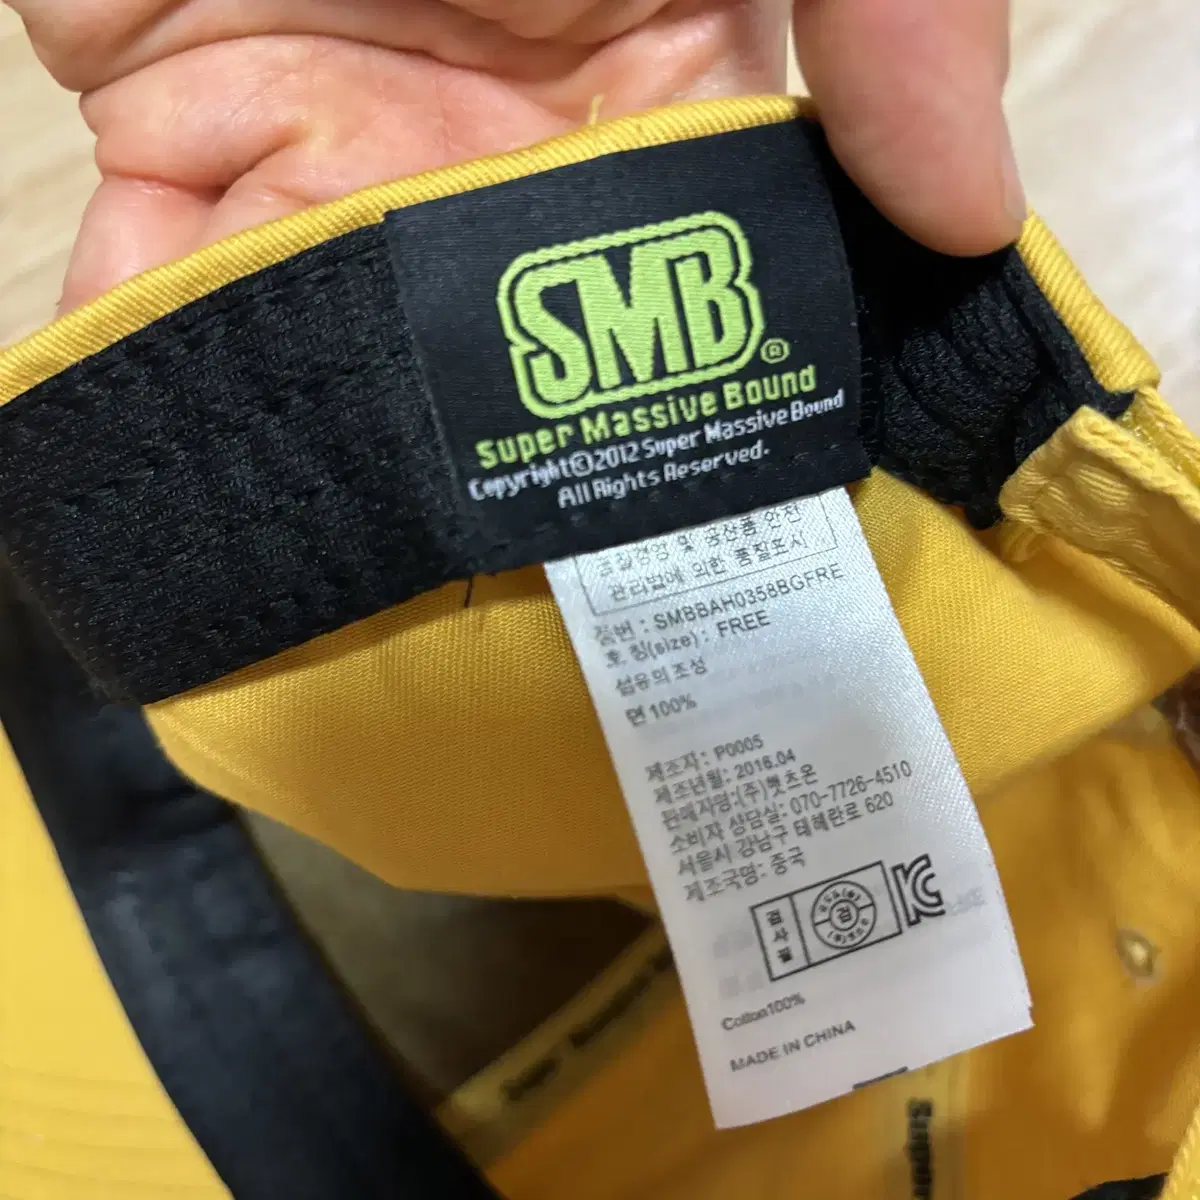 SMB
®
Super Massive Bound
Copyright©2012 Super Massive Bound
All Rights Reserved.
품질경영 및 공산품 안전
관리법에 의한 품질표시
품번 : SMBBAH0358BGFRE
호 칭(size) : FREE
섬유의 조성
면 100%
제조자: P0005
제조년월: 2016.04
판매자명:(주)햇츠온
소비자 상담실: 070-7726-4510
서울시 강남구 테헤란로 620
제조국명: 중국
검사필
검
KC
Cotton100%
MADE IN CHINA
Super
Super